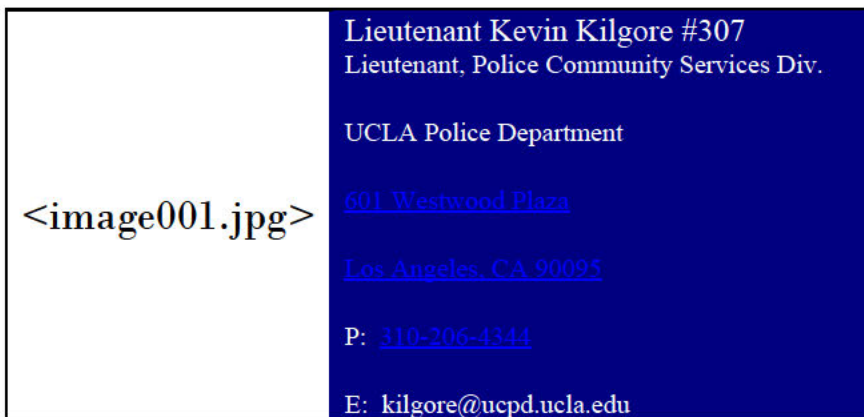 <image001.jpg>
Lieutenant Kevin Kilgore #307
Lieutenant, Police Community Services Div.
UCLA Police Department
601 Westwood Plaza
Los Angeles, CA 90095
P: 310-206-4344
E: kilgore@ucpd.ucla.edu